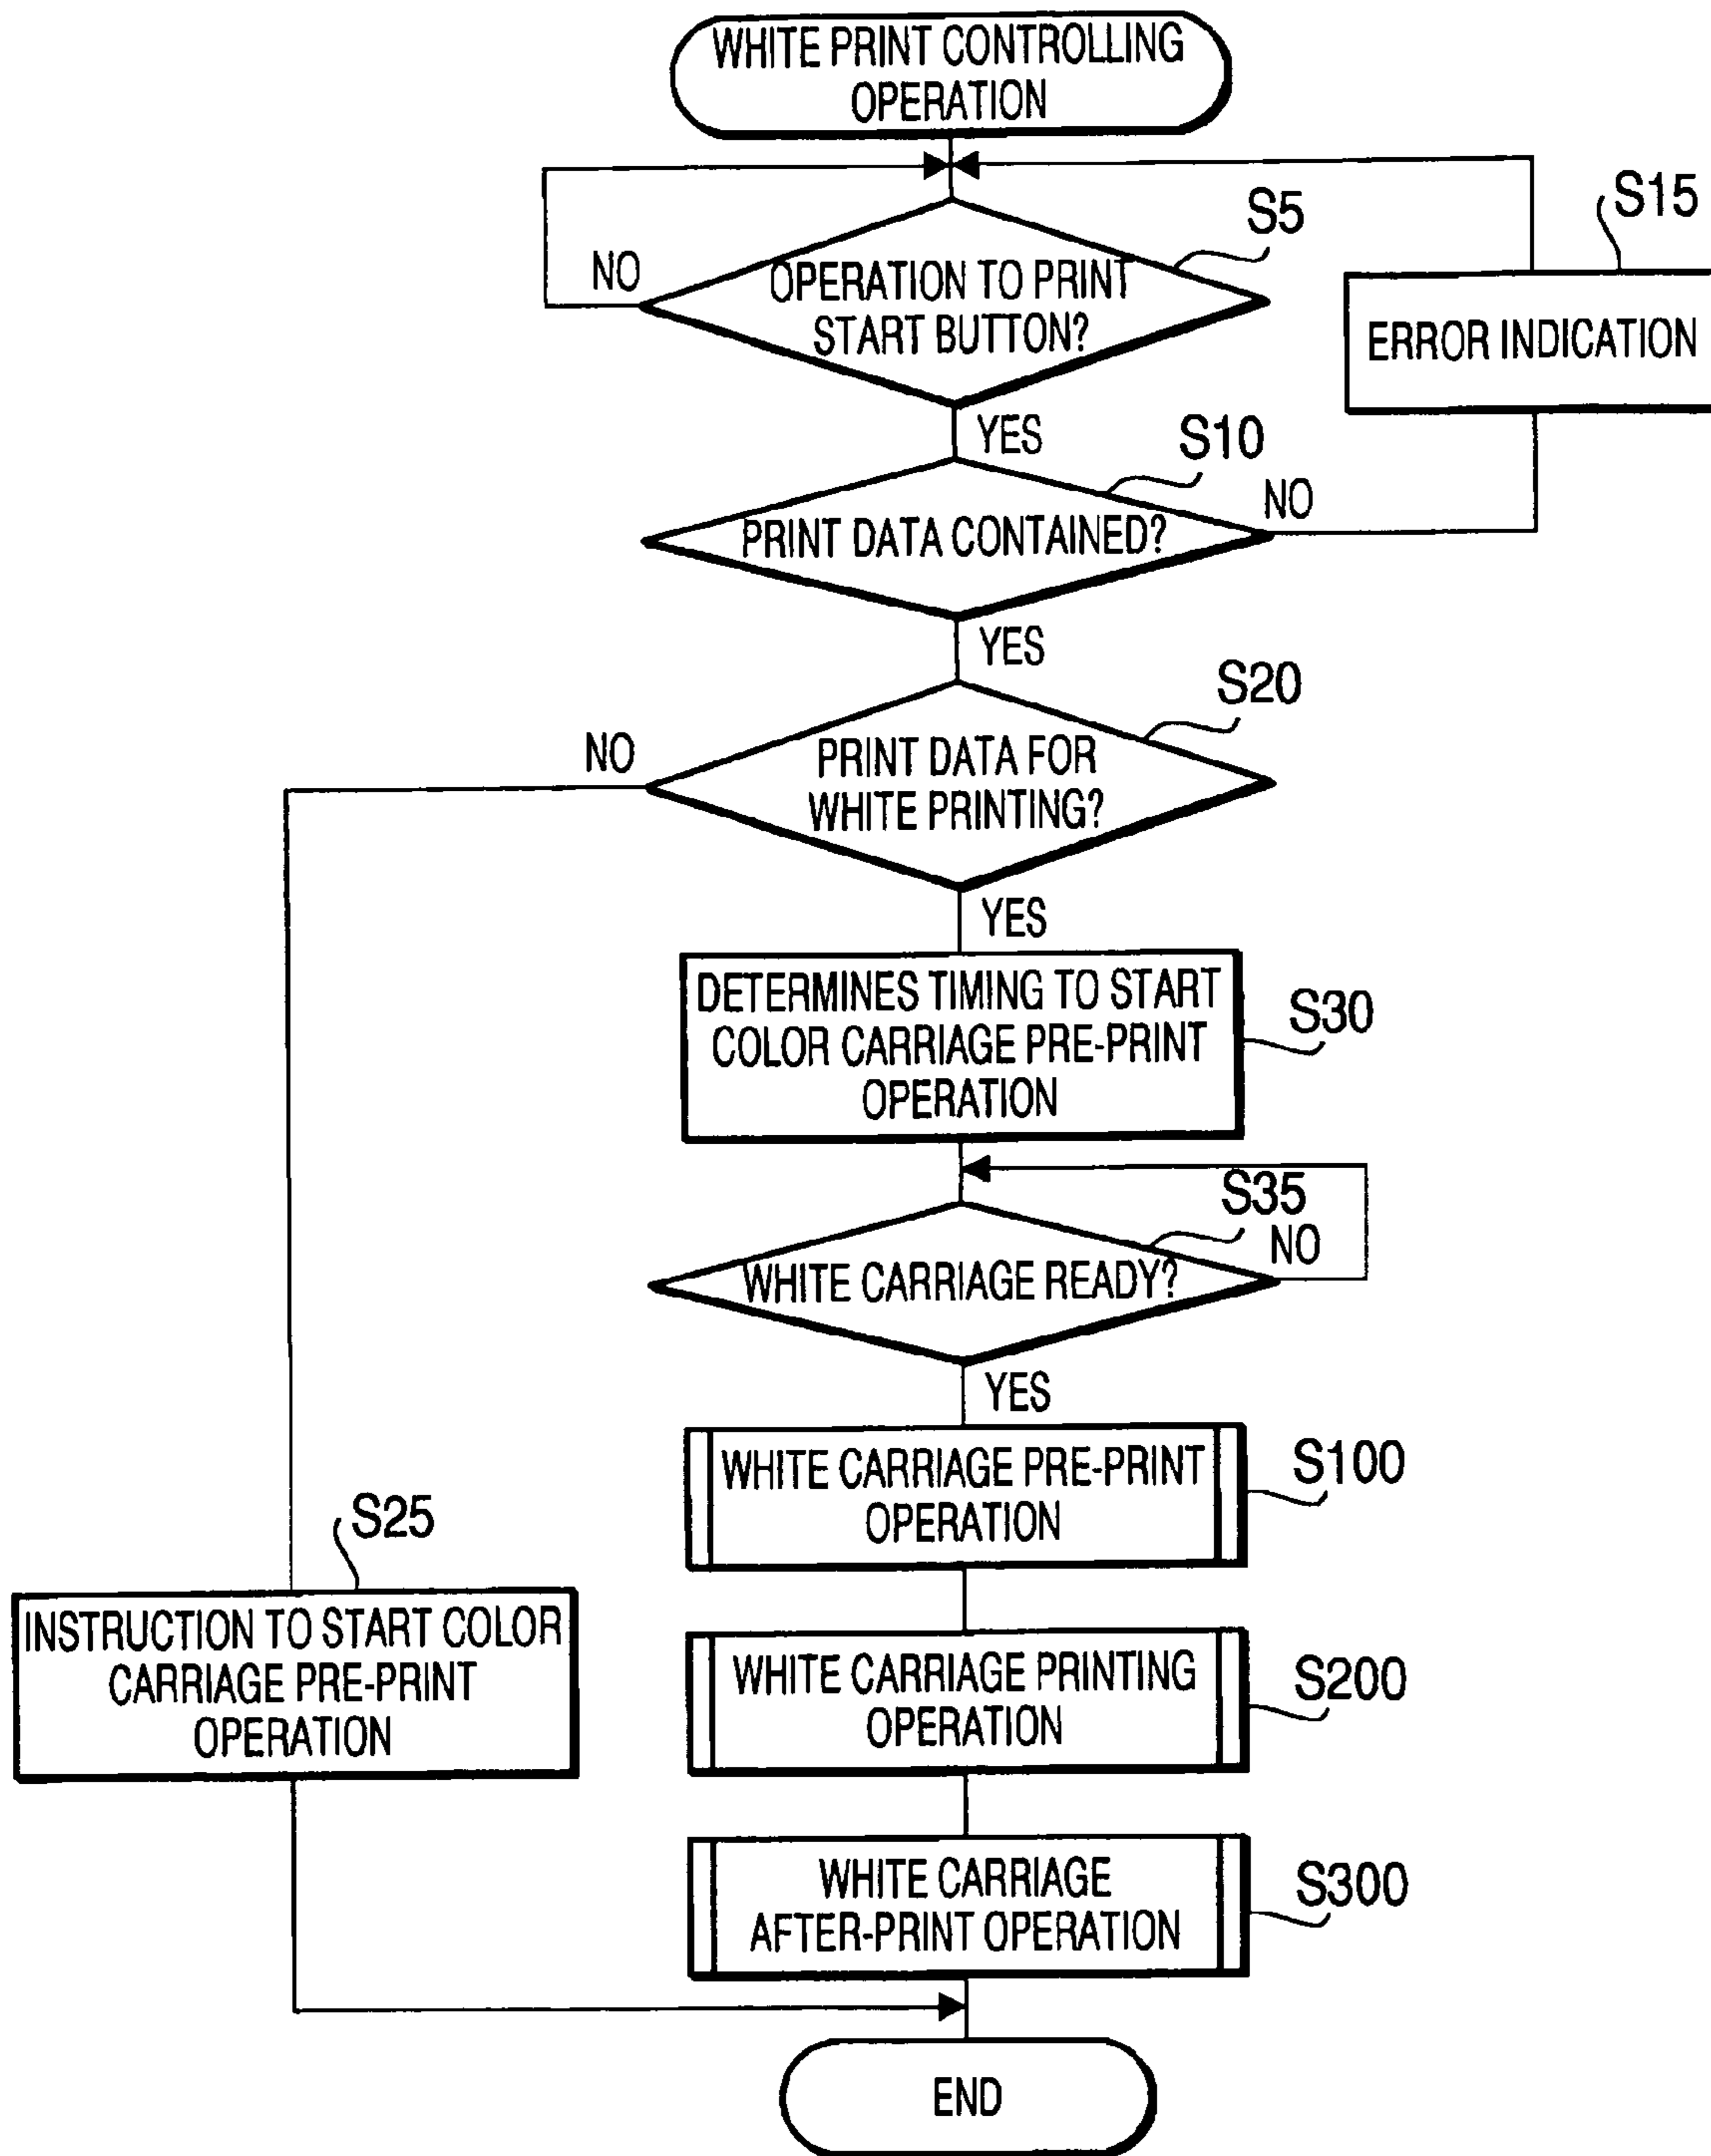 WHITE PRINT CONTROLLING
OPERATION
S5
S15
NO
OPERATION TO PRINT
START BUTTON?
ERROR INDICATION
YES
S10
NO
PRINT DATA CONTAINED?
YES
S20
NO
PRINT DATA FOR
WHITE PRINTING?
YES
DETERMINES TIMING TO START
COLOR CARRIAGE PRE-PRINT
OPERATION
S30
S35
NO
WHITE CARRIAGE READY?
YES
WHITE CARRIAGE PRE-PRINT
OPERATION
S100
S25
INSTRUCTION TO START COLOR
CARRIAGE PRE-PRINT
OPERATION
WHITE CARRIAGE PRINTING
OPERATION
S200
WHITE CARRIAGE
AFTER-PRINT OPERATION
S300
END